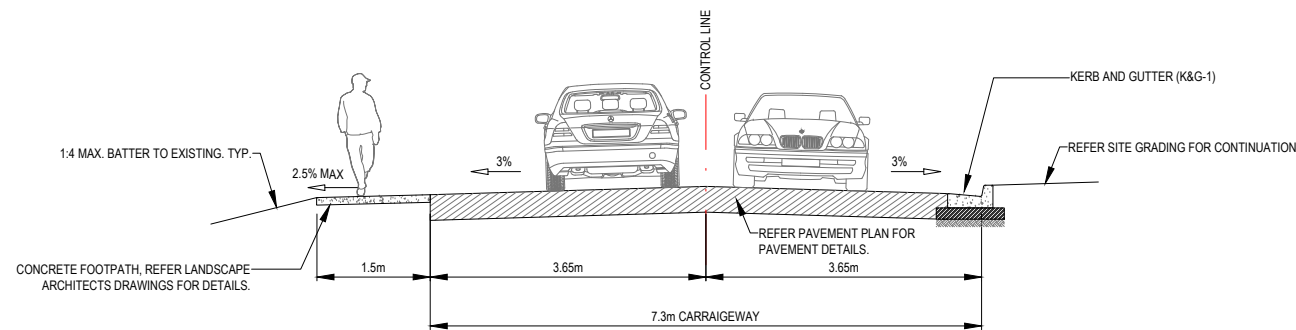 CONTROL LINE
KERB AND GUTTER (K&G-1)
1:4 MAX. BATTER TO EXISTING. TYP.
2.5% MAX
3%
3%
REFER SITE GRADING FOR CONTINUATION
REFER PAVEMENT PLAN FOR
PAVEMENT DETAILS.
CONCRETE FOOTPATH, REFER LANDSCAPE
ARCHITECTS DRAWINGS FOR DETAILS.
1.5m
3.65m
3.65m
7.3m CARRAIGEWAY